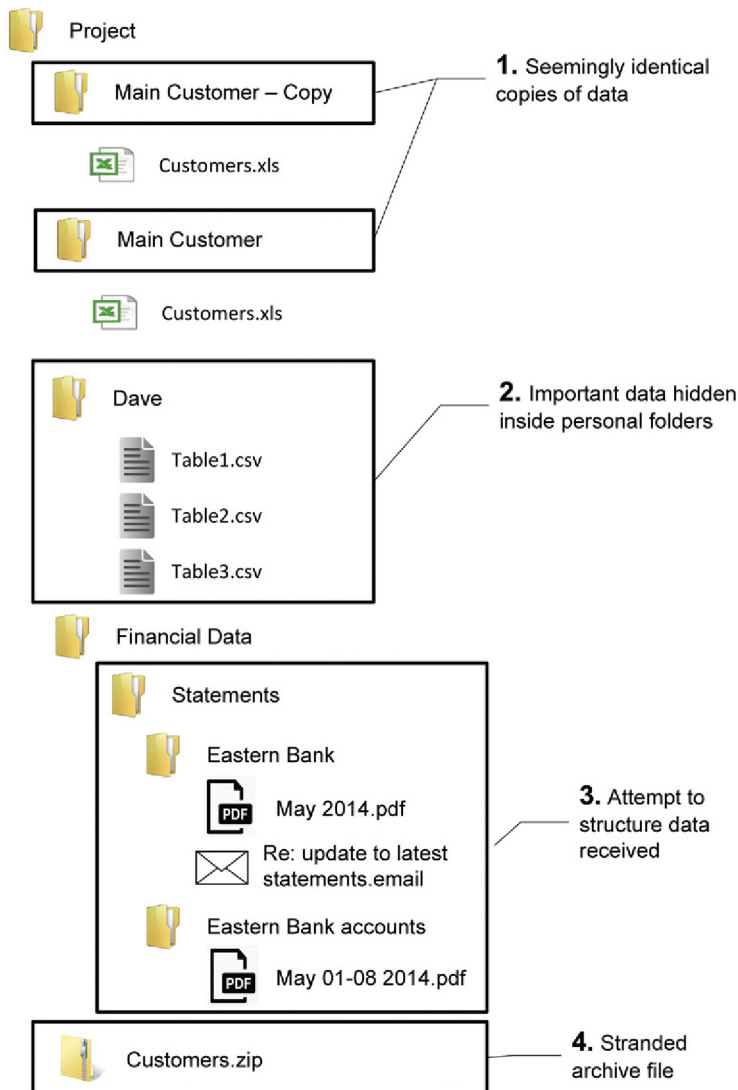 Project
Main Customer – Copy
1. Seemingly identical
copies of data
Customers.xls
Main Customer
Customers.xls
Dave
2. Important data hidden
inside personal folders
Table1.csv
Table2.csv
Table3.csv
Financial Data
Statements
Eastern Bank
PDF
May 2014.pdf
3. Attempt to
structure data
received
Re: update to latest
statements.email
Eastern Bank accounts
PDF
May 01-08 2014.pdf
Customers.zip
4. Stranded
archive file